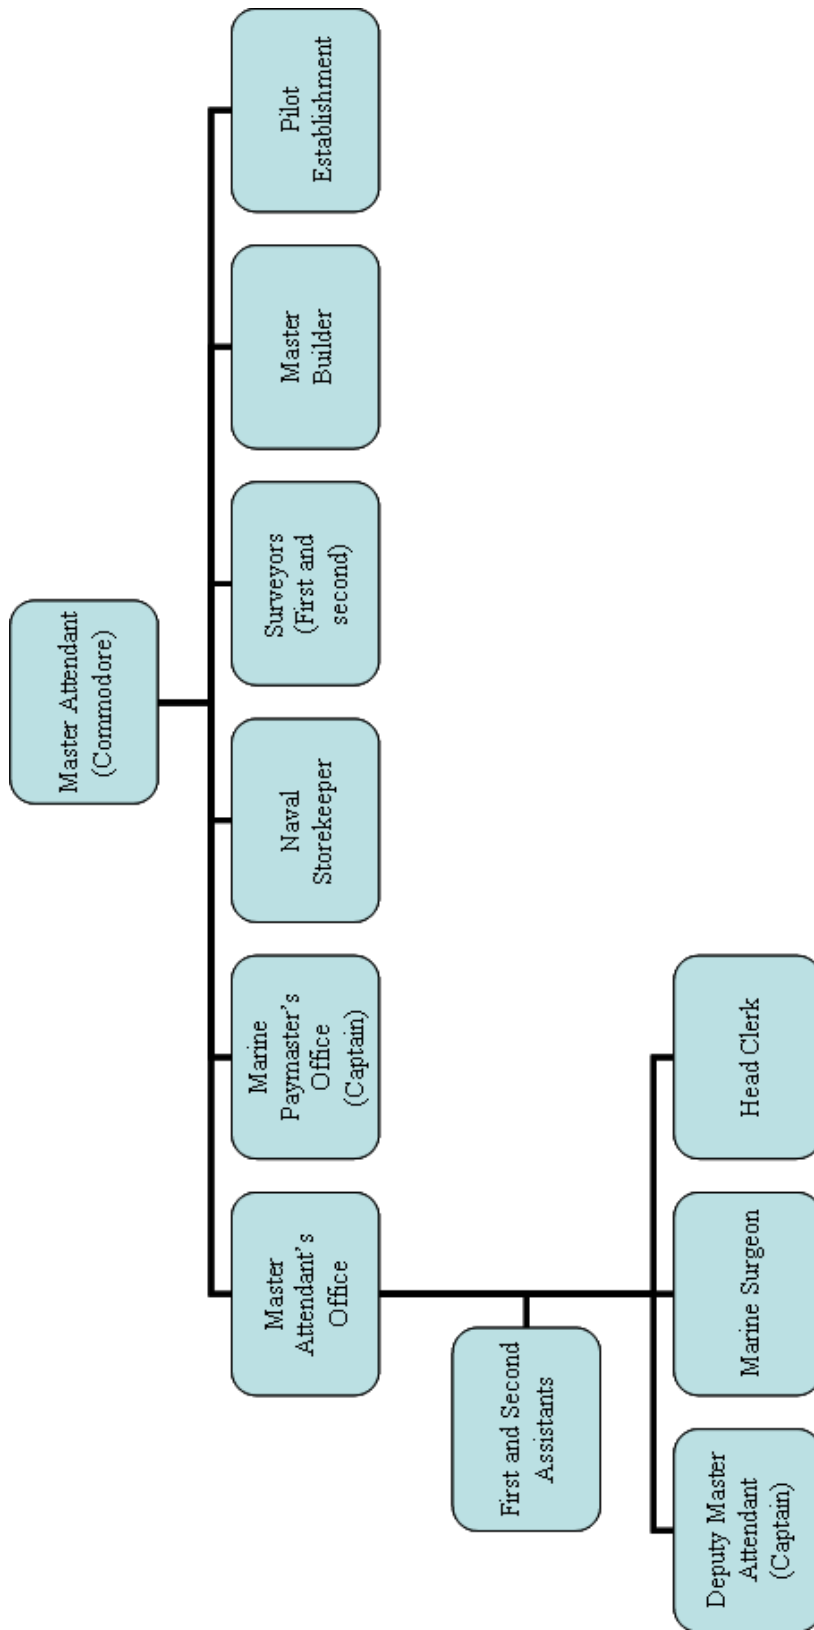 Master Attendant
(Commodore)
Master
Attendant's
Office
Marine
Paymaster's
Office
(Captain)
Naval
Storekeeper
Surveyors
(First and
second)
Master
Builder
Pilot
Establishment
First and Second
Assistants
Deputy Master
Attendant
(Captain)
Marine Surgeon
Head Clerk